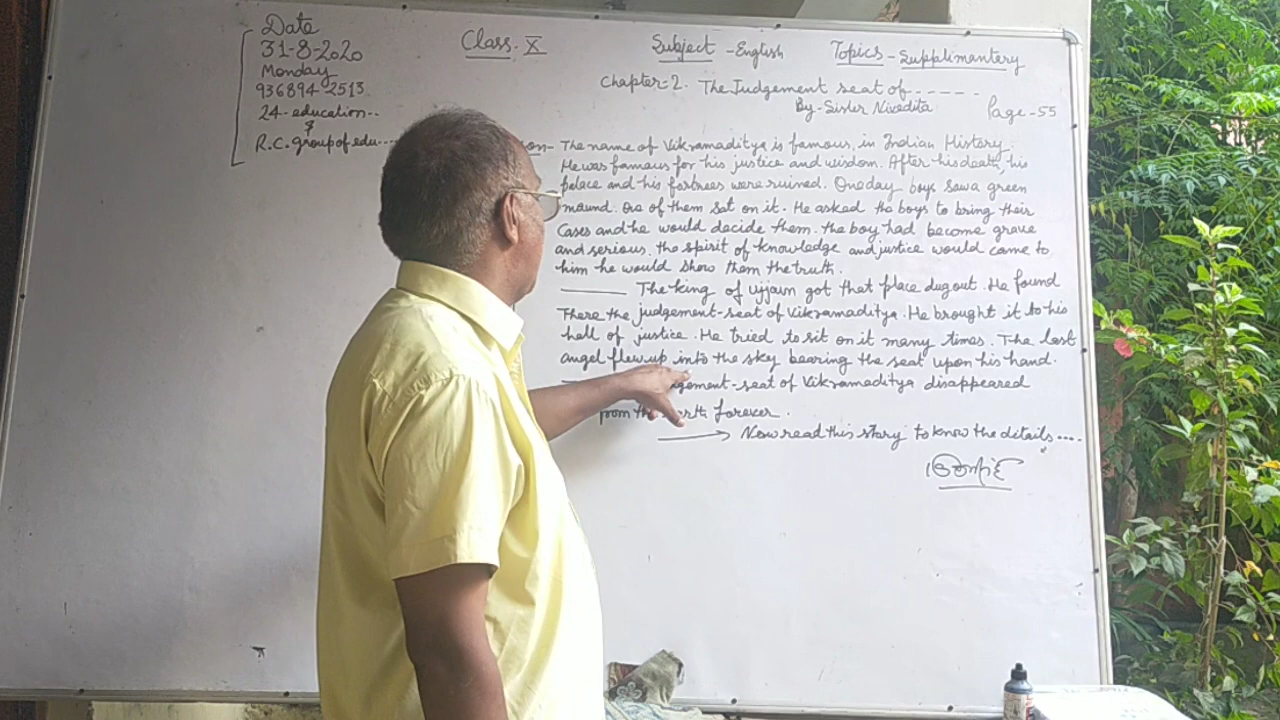 Date
31-8-2020
Monday
936894-2513
24-education..
&
R.C. group of edu....
Class-X
Subject - English
Topics - Supplimantery
Chapter-2. The Judgement seat of ......
By- Sister Nivedita
Page-55
on- The name of Vikramaditya is famous in Indian History.
He was famous for his justice and wisdom. After his death, his
palace and his fortrees were ruined. One day boys saw a green
maund. One of them sat on it. He asked the boys to bring their
Cases and he would decide them. the boy had become grave
and serious. the spirit of knowledge and justice would come to
him he would show them the truth.
The king of ujjain got that place dug out. He found
There the judgement-seat of Vikramaditya. He brought it to his
hall of justice. He tried to sit on it many times. The last
angel flew up into the sky bearing the seat upon his hand.
gement-seat of Vikramaditya disappeared
from th rth forever.
→ Now read this story to know the details....